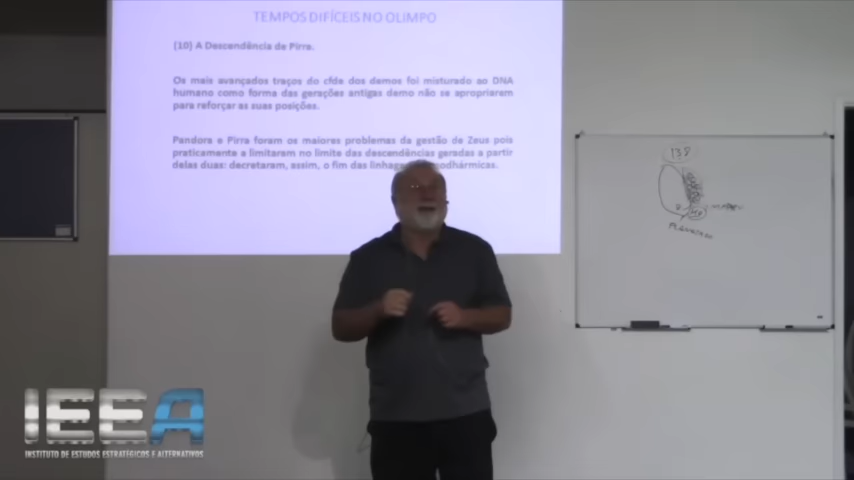 TEMPOS DIFÍCEIS NO OLIMPO
(10) A Descendência de Pirra.
Os mais avançados traços do cfde dos demos foi misturado ao DNA
humano como forma das gerações antigas demo não se apropriarem
para reforçar as suas posições.
Pandora e Pirra foram os maiores problemas da gestão de Zeus pois
praticamente a limitaram no limite das descendências geradas a partir
delas duas: decretaram, assim, o fim das linhagens
138
IEEA
INSTITUTO DE ESTUDOS ESTRATÉGICOS E ALTERNATIVOS